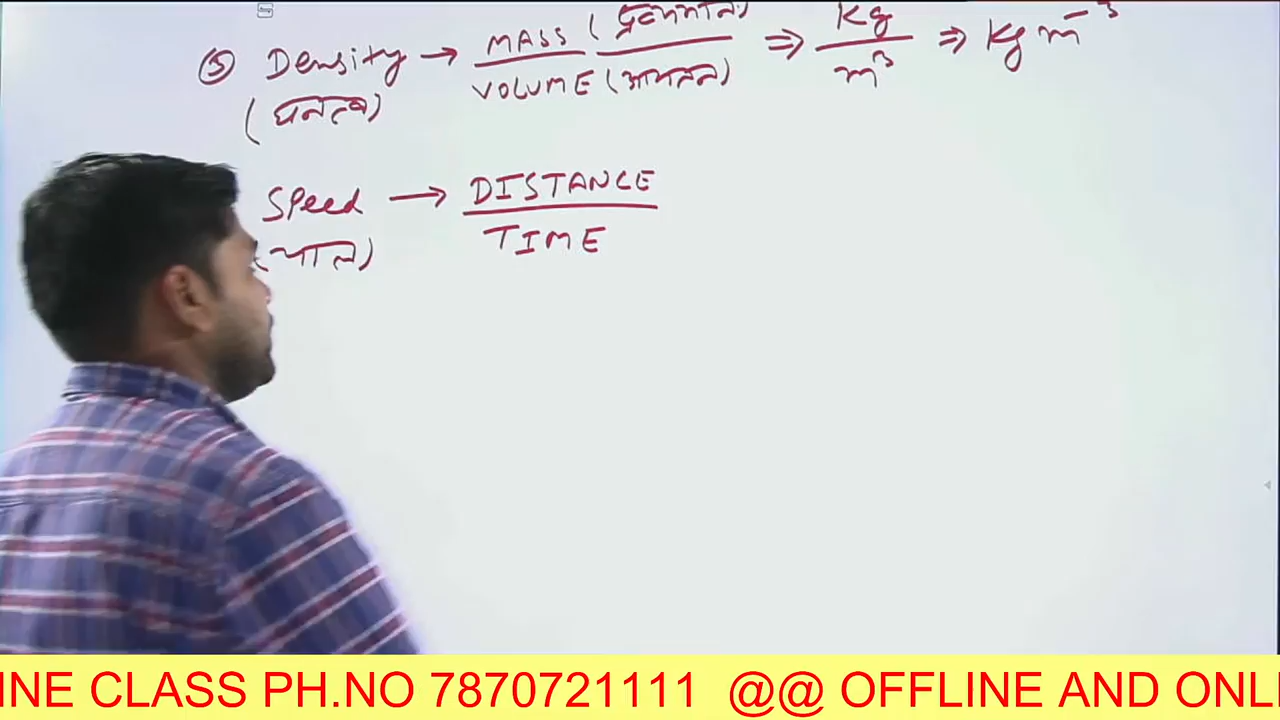 ⑤ Density → MASS (द्रव्यमान) / VOLUME (आयतन) ⇒ Kg / m³ ⇒ Kg m⁻³
(घनत्व)
Speed → DISTANCE / TIME
(चाल)
INE CLASS PH.NO 7870721111 @@ OFFLINE AND ONL